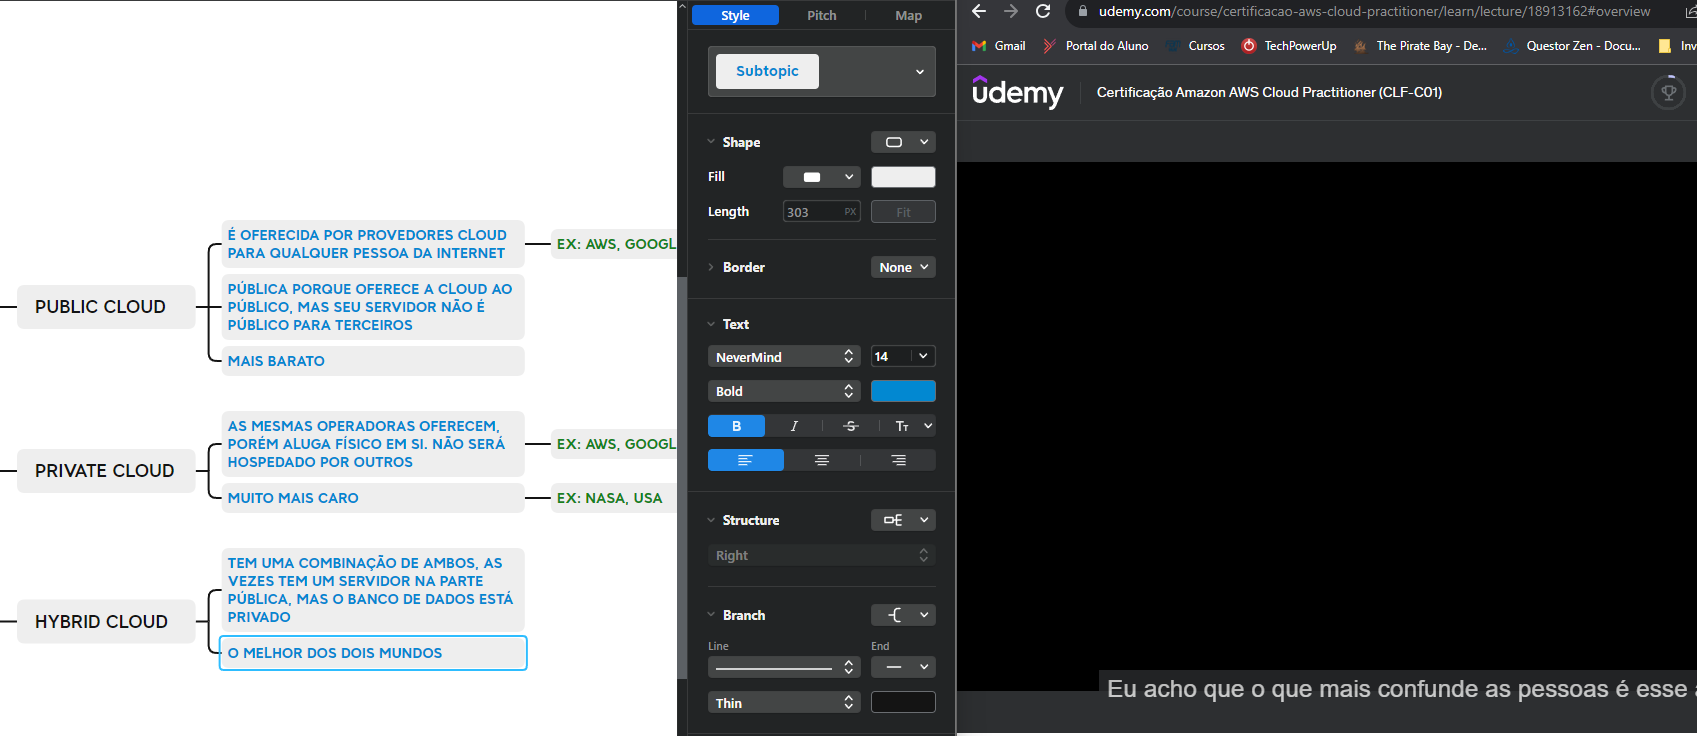 PUBLIC CLOUD
É OFERECIDA POR PROVEDORES CLOUD
PARA QUALQUER PESSOA DA INTERNET
EX: AWS, GOOGL
PÚBLICA PORQUE OFERECE A CLOUD AO
PÚBLICO, MAS SEU SERVIDOR NÃO É
PÚBLICO PARA TERCEIROS
MAIS BARATO
PRIVATE CLOUD
AS MESMAS OPERADORAS OFERECEM,
PORÉM ALUGA FÍSICO EM SI. NÃO SERÁ
HOSPEDADO POR OUTROS
EX: AWS, GOOGL
MUITO MAIS CARO
EX: NASA, USA
HYBRID CLOUD
TEM UMA COMBINAÇÃO DE AMBOS, AS
VEZES TEM UM SERVIDOR NA PARTE
PÚBLICA, MAS O BANCO DE DADOS ESTÁ
PRIVADO
O MELHOR DOS DOIS MUNDOS
Style Pitch Map
Subtopic
Shape
Fill
Length 303 PX Fit
Border None
Text
NeverMind 14
Bold
B I S TT
Structure
Right
Branch
Line End
Thin
udemy.com/course/certificacao-aws-cloud-practitioner/learn/lecture/18913162#overview
Gmail Portal do Aluno Cursos TechPowerUp The Pirate Bay - De... Questor Zen - Docu... Inv
udemy Certificação Amazon AWS Cloud Practitioner (CLF-C01)
Eu acho que o que mais confunde as pessoas é esse a